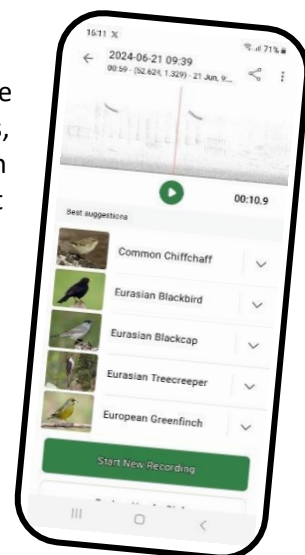 16:11 X
71%
2024-06-21 09:39
00:59 - (52.624, 1.329) - 21 Jun, 9:...
00:10.9
Best suggestions
Common Chiffchaff
Eurasian Blackbird
Eurasian Blackcap
Eurasian Treecreeper
European Greenfinch
Start New Recording